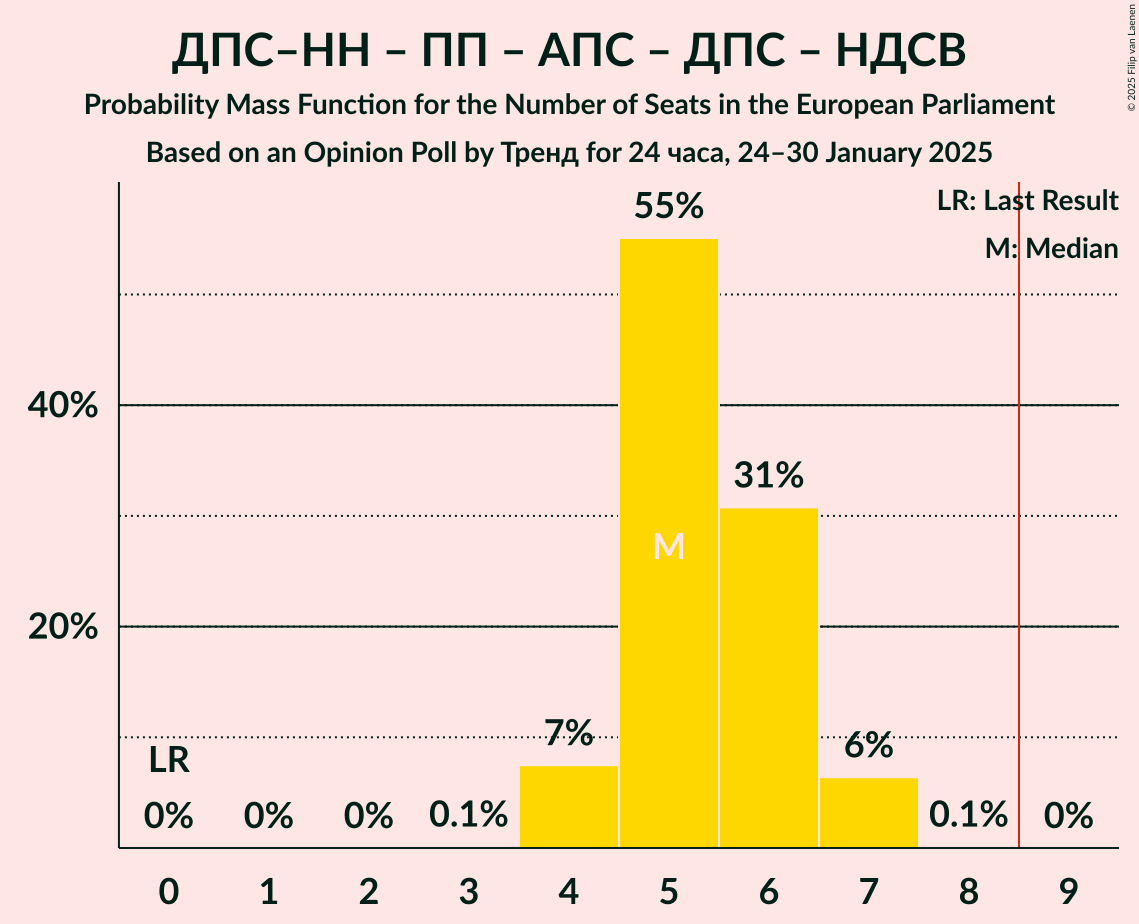 ДПС–НН – ПП – АПС – ДПС – НДСВ
Probability Mass Function for the Number of Seats in the European Parliament
Based on an Opinion Poll by Тренд for 24 часа, 24–30 January 2025
© 2025 Filip van Laenen
LR: Last Result
M: Median
55%
40%
31%
M
20%
7%
6%
LR
0%
0%
0%
0.1%
0.1%
0%
0 1 2 3 4 5 6 7 8 9